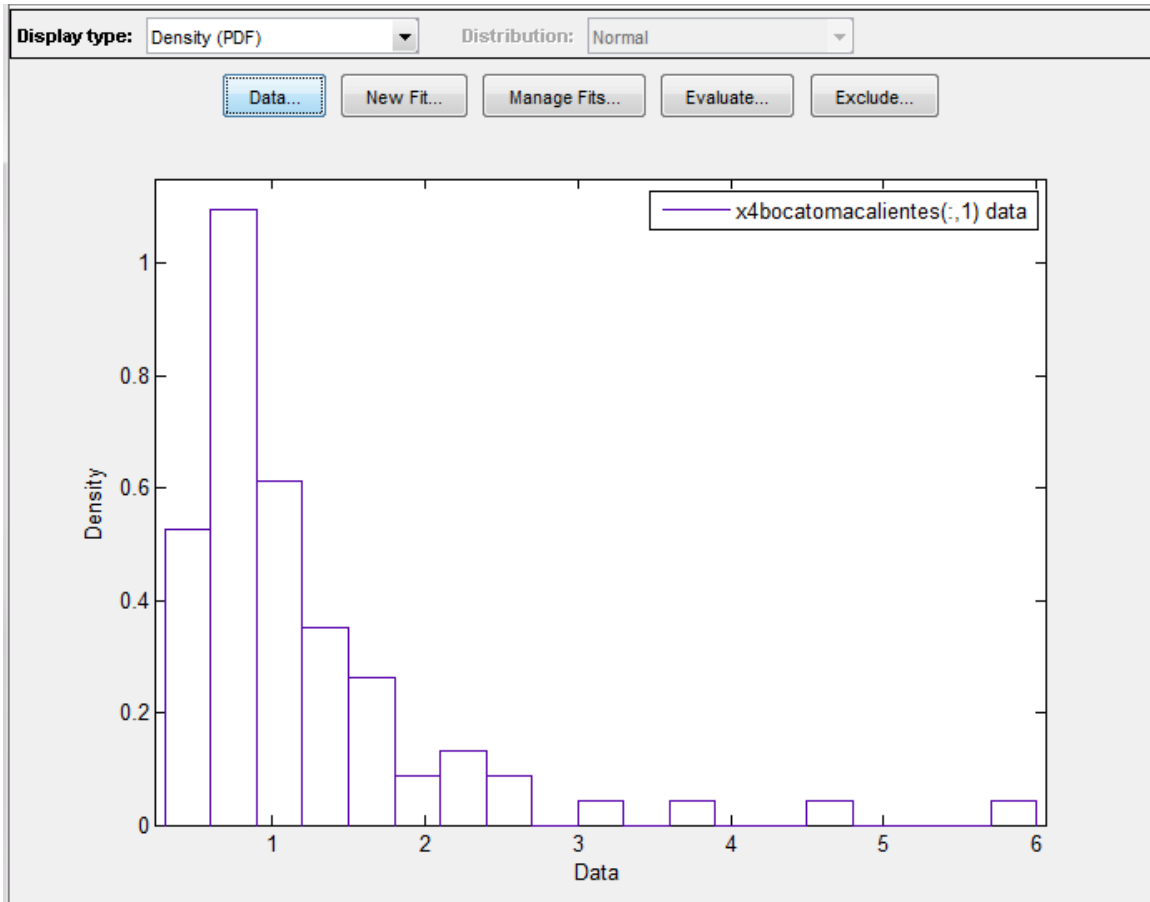 Display type: Density (PDF) Distribution: Normal
Data... New Fit... Manage Fits... Evaluate... Exclude...
x4bocatomacalientes(:,1) data
1
0.8
0.6
0.4
0.2
0
Density
1 2 3 4 5 6
Data